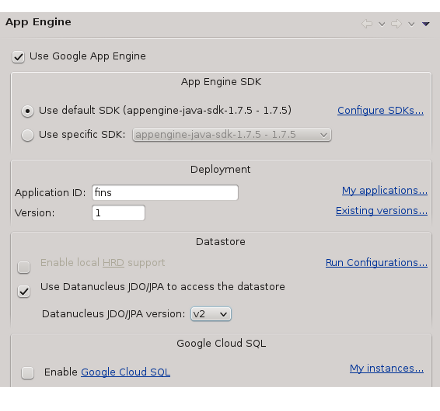 App Engine
Use Google App Engine
App Engine SDK
Use default SDK (appengine-java-sdk-1.7.5 - 1.7.5)
Configure SDKs...
Use specific SDK:
appengine-java-sdk-1.7.5 - 1.7.5
Deployment
Application ID:
fins
My applications...
Version:
1
Existing versions...
Datastore
Enable local HRD support
Run Configurations...
Use Datanucleus JDO/JPA to access the datastore
Datanucleus JDO/JPA version:
v2
Google Cloud SQL
Enable Google Cloud SQL
My instances...